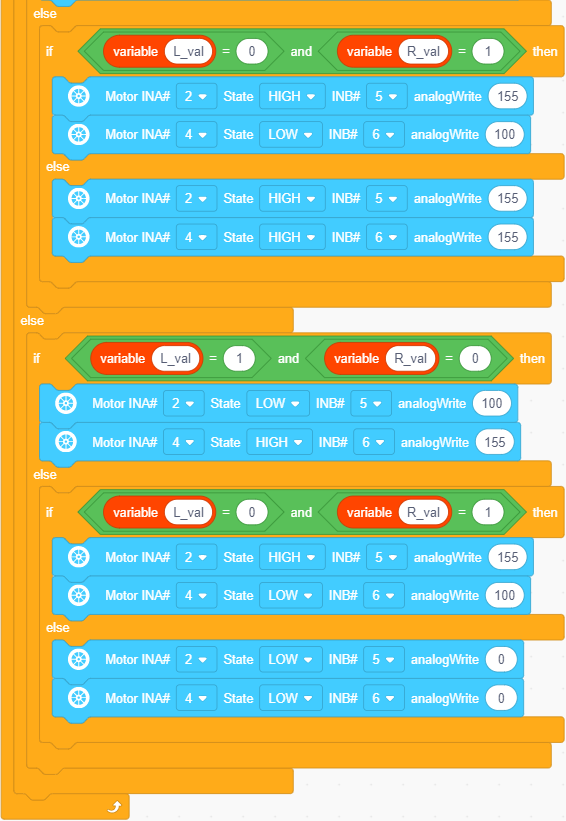 else
if variable L_val = 0 and variable R_val = 1 then
Motor INA# 2 State HIGH INB# 5 analogWrite 155
Motor INA# 4 State LOW INB# 6 analogWrite 100
else
Motor INA# 2 State HIGH INB# 5 analogWrite 155
Motor INA# 4 State HIGH INB# 6 analogWrite 155
else
if variable L_val = 1 and variable R_val = 0 then
Motor INA# 2 State LOW INB# 5 analogWrite 100
Motor INA# 4 State HIGH INB# 6 analogWrite 155
else
if variable L_val = 0 and variable R_val = 1 then
Motor INA# 2 State HIGH INB# 5 analogWrite 155
Motor INA# 4 State LOW INB# 6 analogWrite 100
else
Motor INA# 2 State LOW INB# 5 analogWrite 0
Motor INA# 4 State LOW INB# 6 analogWrite 0